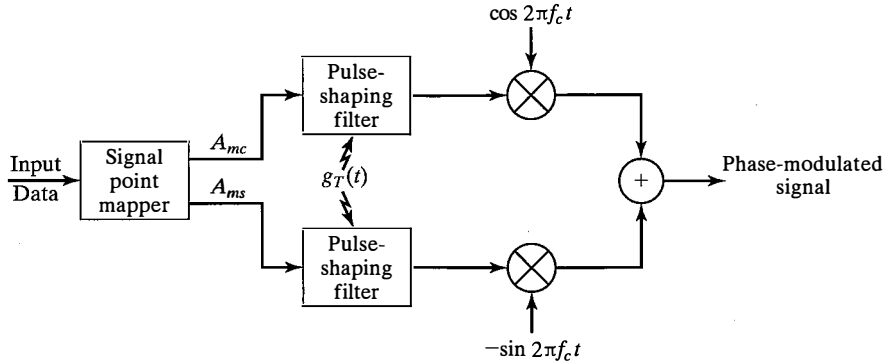 cos 2πf_c t
Pulse-
shaping
filter
A_mc
Input
Data
Signal
point
mapper
A_ms
g_T(t)
Phase-modulated
signal
+
Pulse-
shaping
filter
−sin 2πf_c t